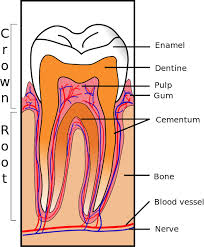 Crown
Root
Enamel
Dentine
Pulp
Gum
Cementum
Bone
Blood vessel
Nerve